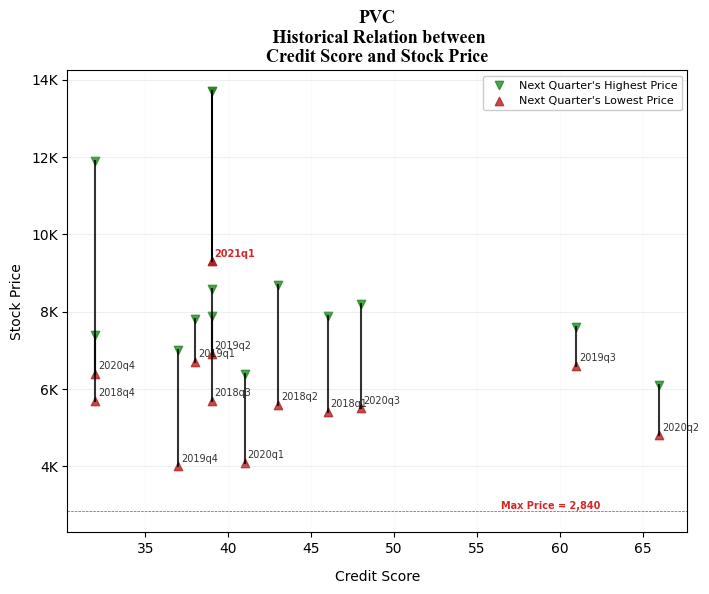 PVC
Historical Relation between
Credit Score and Stock Price
Next Quarter's Highest Price
Next Quarter's Lowest Price
14K
12K
10K
8K
6K
4K
Stock Price
2021q1
2019q2
2019q1
2020q4
2018q4
2018q3
2018q2
2018q1
2020q3
2019q3
2019q4
2020q1
2020q2
Max Price = 2,840
35
40
45
50
55
60
65
Credit Score